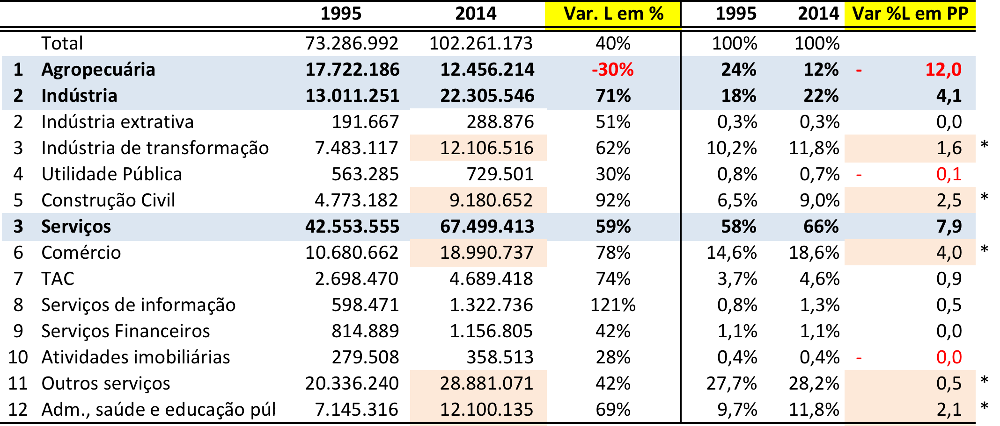 1995 2014 Var. L em % 1995 2014 Var %L em PP
Total 73.286.992 102.261.173 40% 100% 100%
1 Agropecuária 17.722.186 12.456.214 -30% 24% 12% - 12,0
2 Indústria 13.011.251 22.305.546 71% 18% 22% 4,1
2 Indústria extrativa 191.667 288.876 51% 0,3% 0,3% 0,0
3 Indústria de transformação 7.483.117 12.106.516 62% 10,2% 11,8% 1,6 *
4 Utilidade Pública 563.285 729.501 30% 0,8% 0,7% - 0,1
5 Construção Civil 4.773.182 9.180.652 92% 6,5% 9,0% 2,5 *
3 Serviços 42.553.555 67.499.413 59% 58% 66% 7,9
6 Comércio 10.680.662 18.990.737 78% 14,6% 18,6% 4,0 *
7 TAC 2.698.470 4.689.418 74% 3,7% 4,6% 0,9
8 Serviços de informação 598.471 1.322.736 121% 0,8% 1,3% 0,5
9 Serviços Financeiros 814.889 1.156.805 42% 1,1% 1,1% 0,0
10 Atividades imobiliárias 279.508 358.513 28% 0,4% 0,4% - 0,0
11 Outros serviços 20.336.240 28.881.071 42% 27,7% 28,2% 0,5 *
12 Adm., saúde e educação púb 7.145.316 12.100.135 69% 9,7% 11,8% 2,1 *